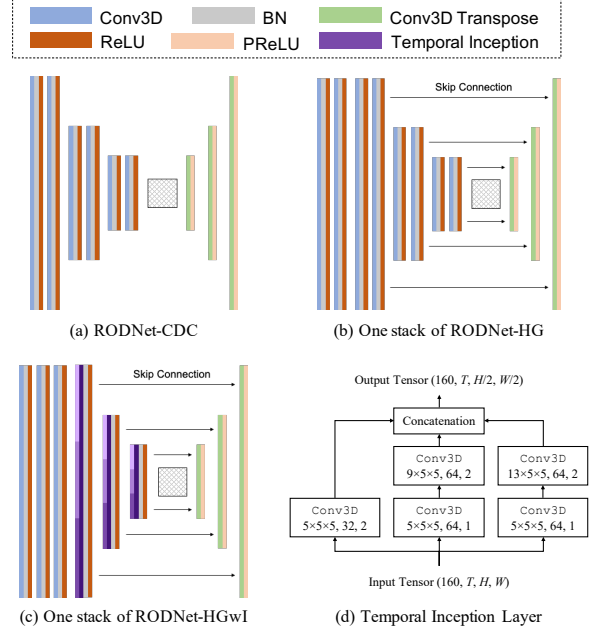 Conv3D BN Conv3D Transpose
ReLU PReLU Temporal Inception
Skip Connection
(a) RODNet-CDC
(b) One stack of RODNet-HG
Skip Connection
(c) One stack of RODNet-HGwI
Output Tensor (160, T, H/2, W/2)
Concatenation
Conv3D
9×5×5, 64, 2
Conv3D
13×5×5, 64, 2
Conv3D
5×5×5, 32, 2
Conv3D
5×5×5, 64, 1
Conv3D
5×5×5, 64, 1
Input Tensor (160, T, H, W)
(d) Temporal Inception Layer